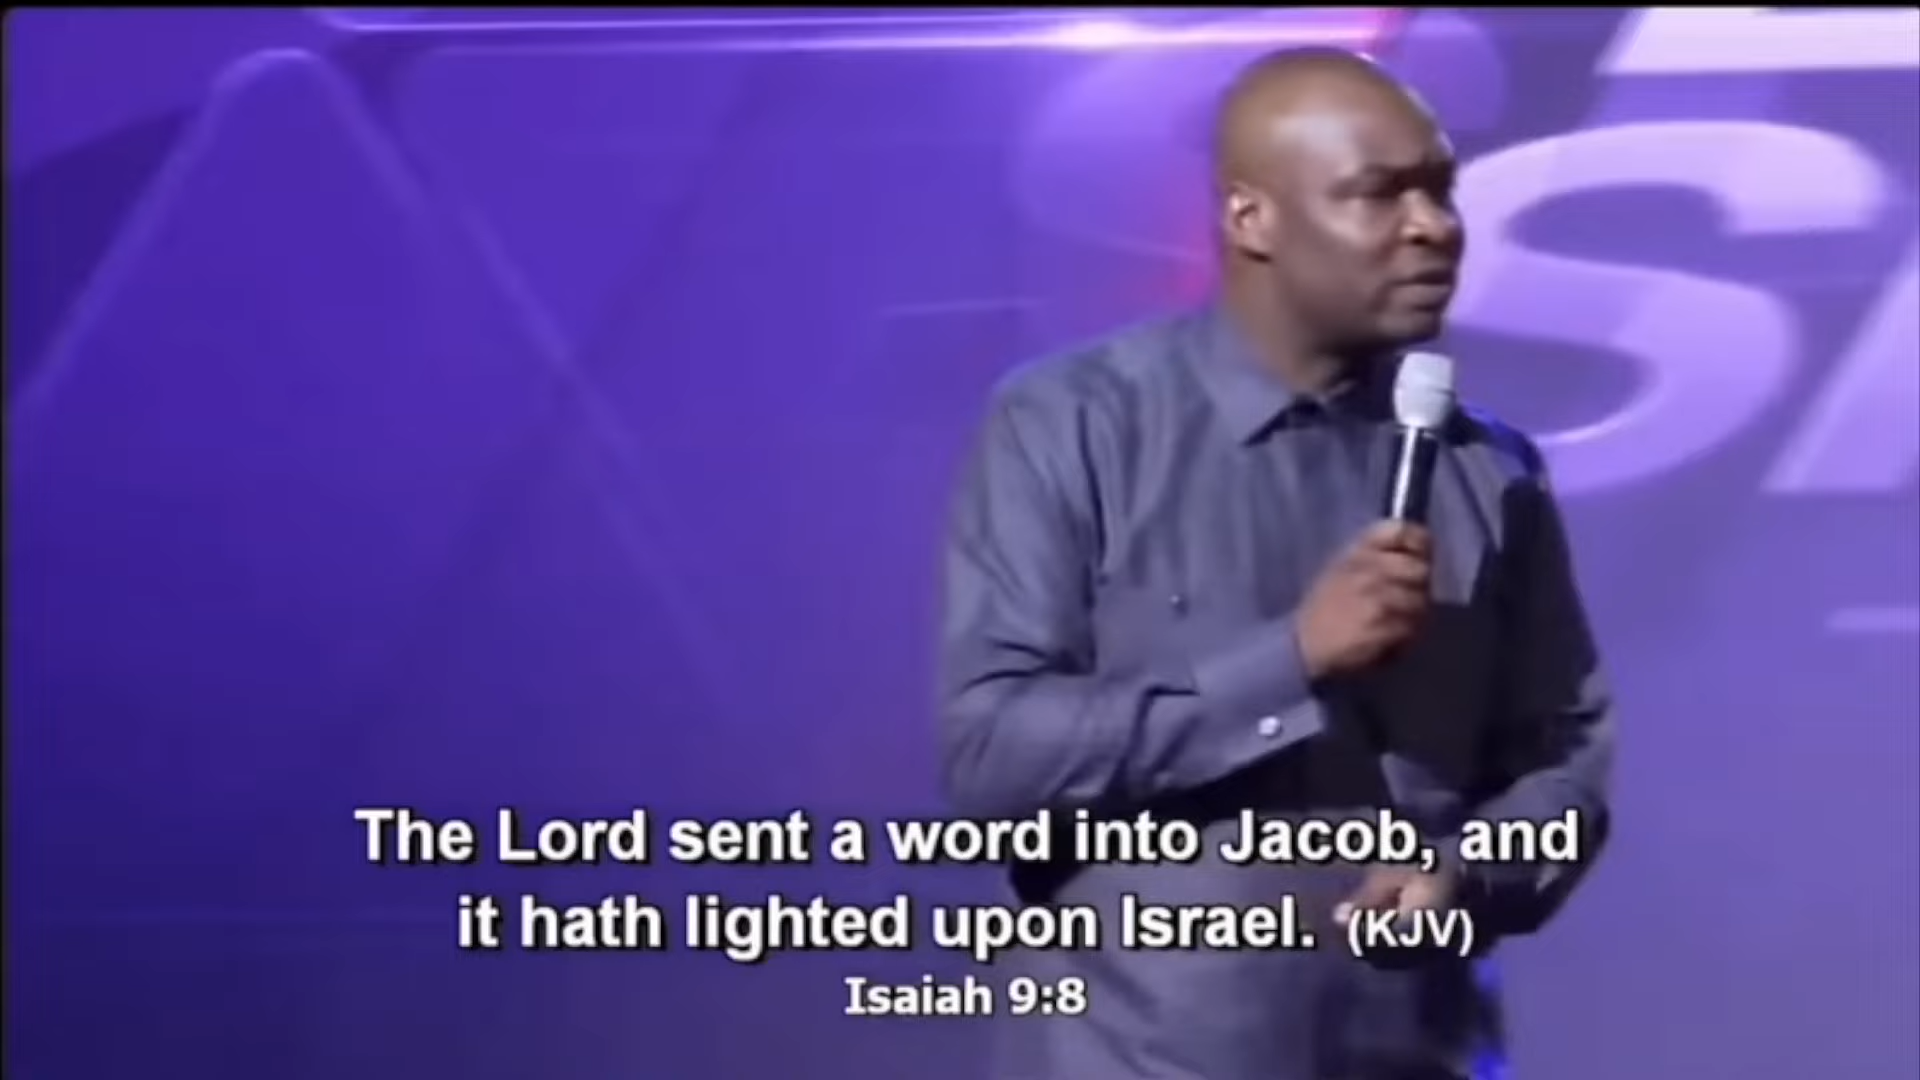 The Lord sent a word into Jacob, and
it hath lighted upon Israel. (KJV)
Isaiah 9:8